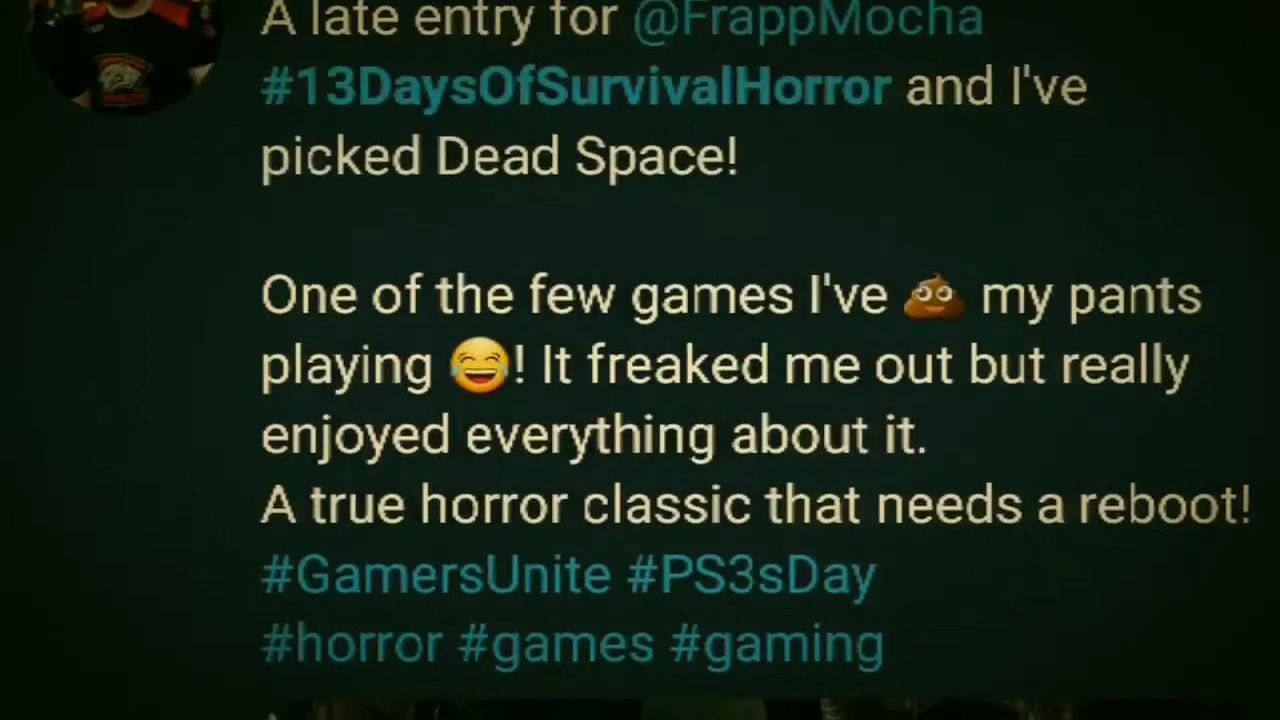 A late entry for @FrappMocha
#13DaysOfSurvivalHorror and I've
picked Dead Space!
One of the few games I've 💩 my pants
playing 😂! It freaked me out but really
enjoyed everything about it.
A true horror classic that needs a reboot!
#GamersUnite #PS3sDay
#horror #games #gaming